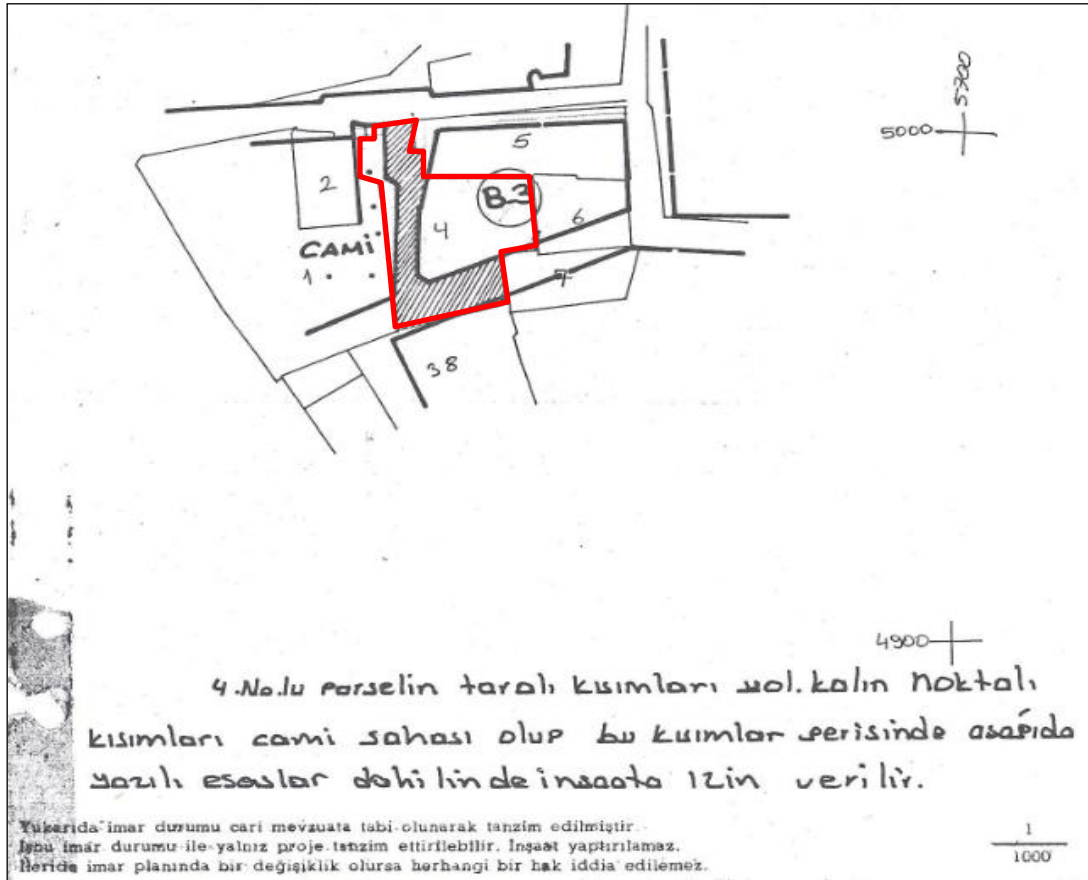 5700
5000
5
2
B-3
4
6
CAMİ
1
7
38
4900
4.No.lu parselin taralı kısımları yol. kalın noktalı
kısımları cami sahası olup bu kısımlar gerisinde aşağıda
yazılı esaslar dahilinde inşaata izin verilir.
Yukarıda imar durumu cari mevzuata tabi olunarak tanzim edilmiştir.
İşbu imar durumu ile yalnız proje tanzim ettirilebilir. İnşaat yaptırılamaz.
İleride imar planında bir değişiklik olursa herhangi bir hak iddia edilemez.
1
1000